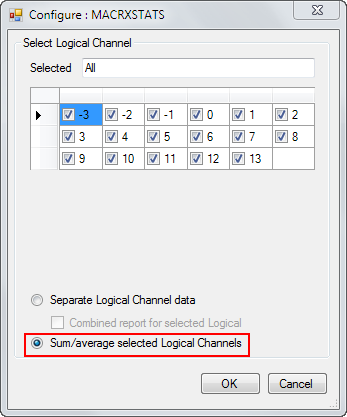 Configure : MACRXSTATS
Select Logical Channel
Selected All
-3 -2 -1 0 1 2
3 4 5 6 7 8
9 10 11 12 13
Separate Logical Channel data
Combined report for selected Logical
Sum/average selected Logical Channels
OK Cancel